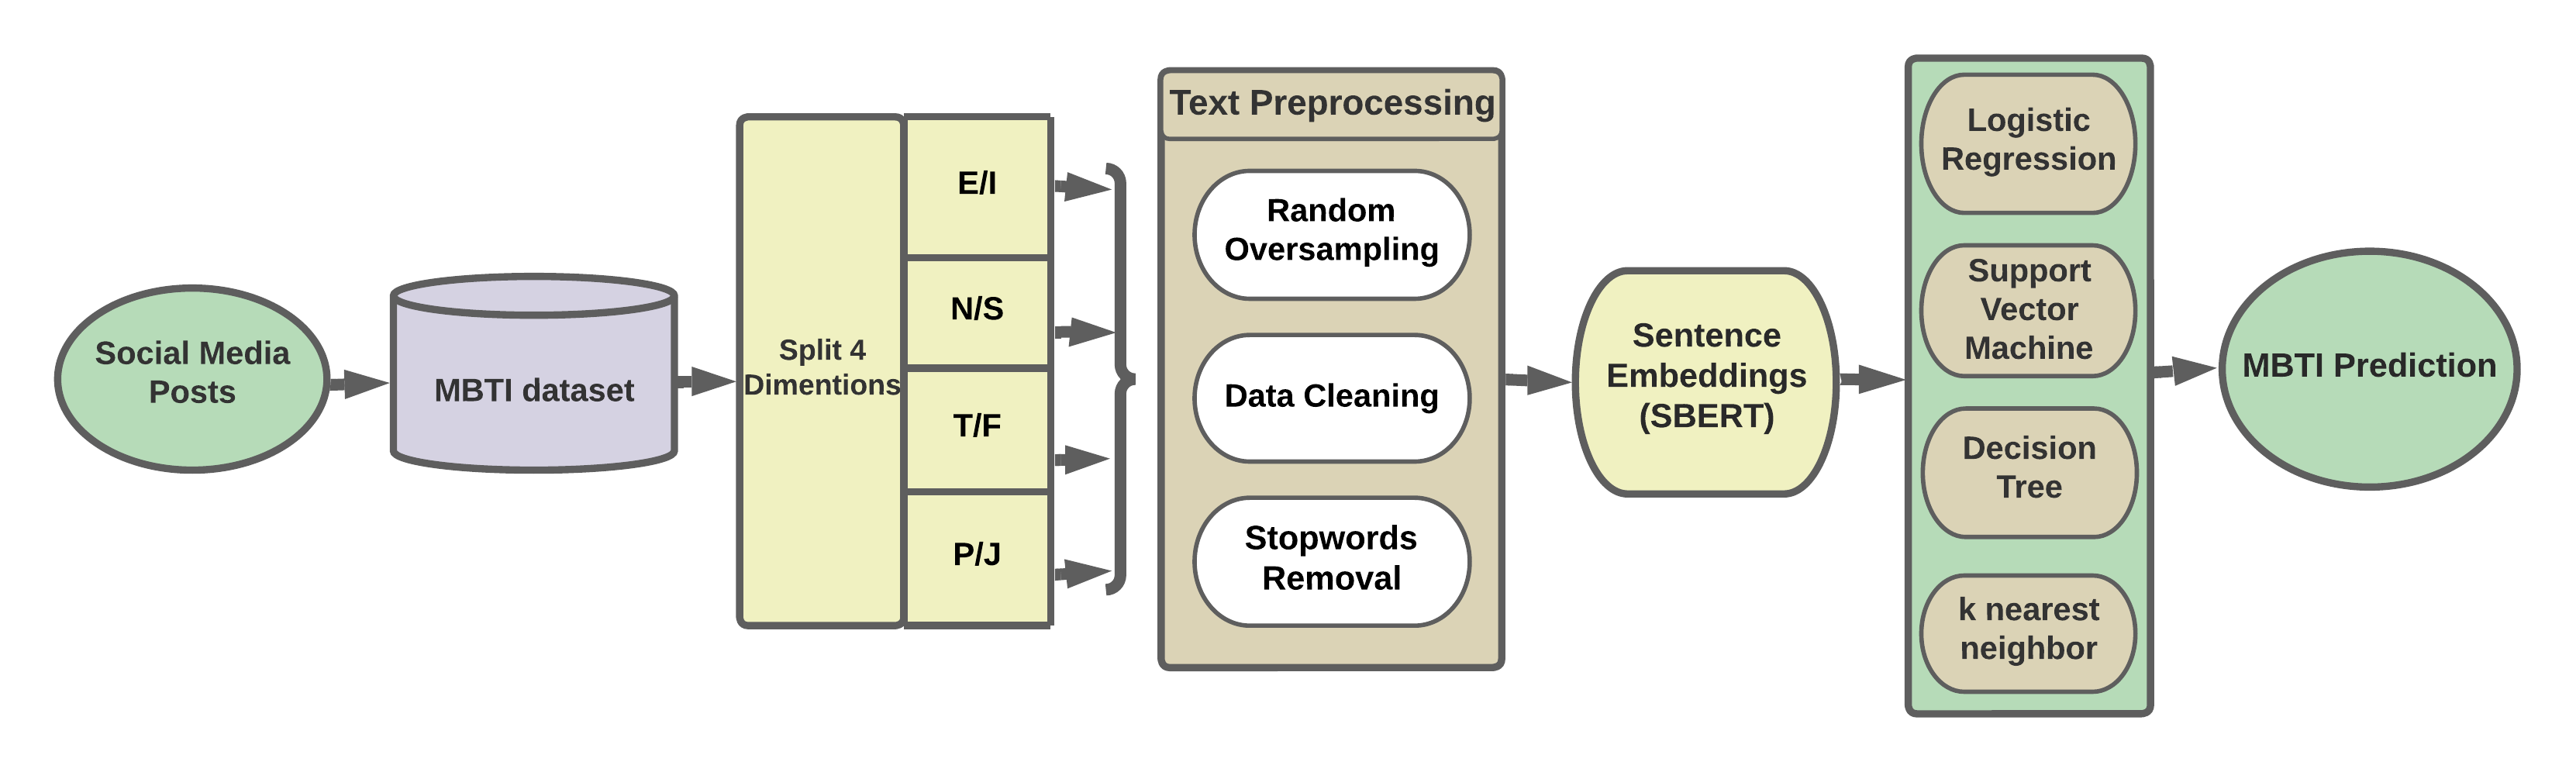 Social Media
Posts
MBTI dataset
Split 4
Dimentions
E/I
N/S
T/F
P/J
Text Preprocessing
Random
Oversampling
Data Cleaning
Stopwords
Removal
Sentence
Embeddings
(SBERT)
Logistic
Regression
Support
Vector
Machine
Decision
Tree
k nearest
neighbor
MBTI Prediction